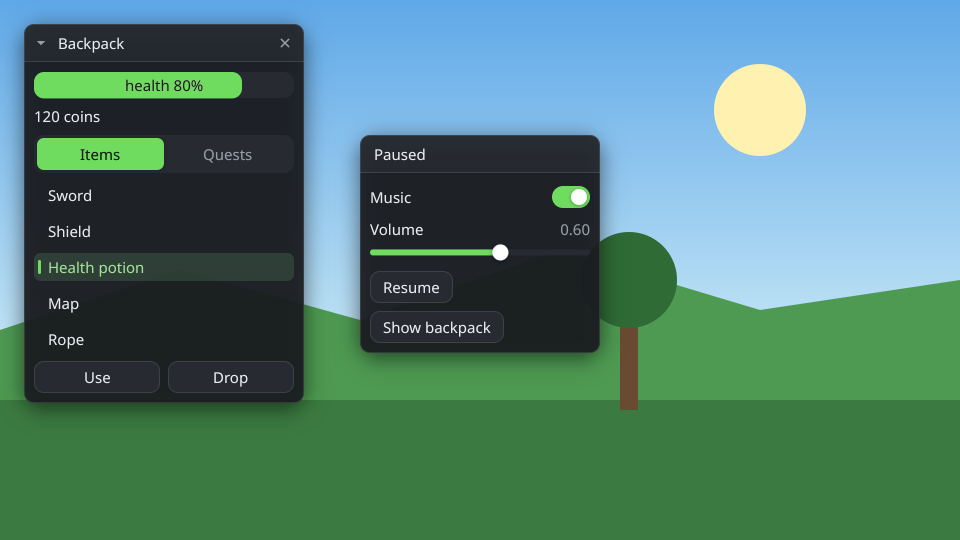 Backpack
health 80%
120 coins
Items Quests
Sword
Shield
Health potion
Map
Rope
Use Drop
Paused
Music
Volume 0.60
Resume
Show backpack